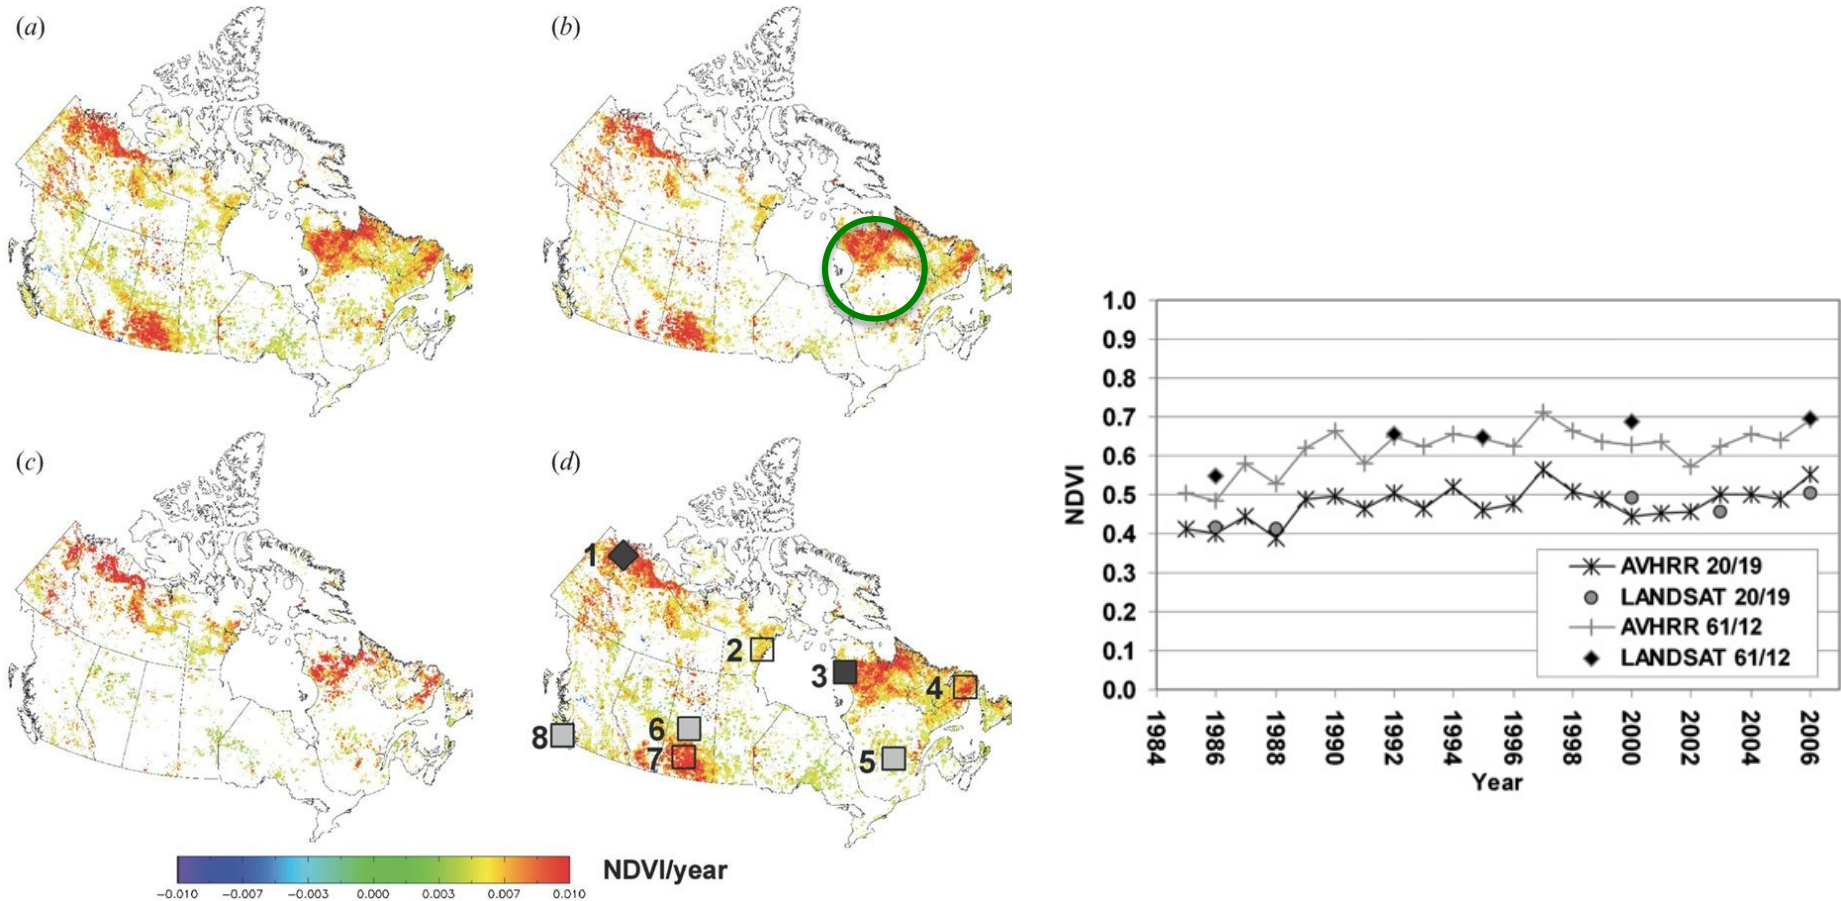 (a)
(b)
(c)
(d)
1
2
3
4
5
6
7
8
-0.010 -0.007 -0.003 0.000 0.003 0.007 0.010
NDVI/year
1.0
0.9
0.8
0.7
0.6
0.5
0.4
0.3
0.2
0.1
0.0
NDVI
AVHRR 20/19
LANDSAT 20/19
AVHRR 61/12
LANDSAT 61/12
1984 1986 1988 1990 1992 1994 1996 1998 2000 2002 2004 2006
Year